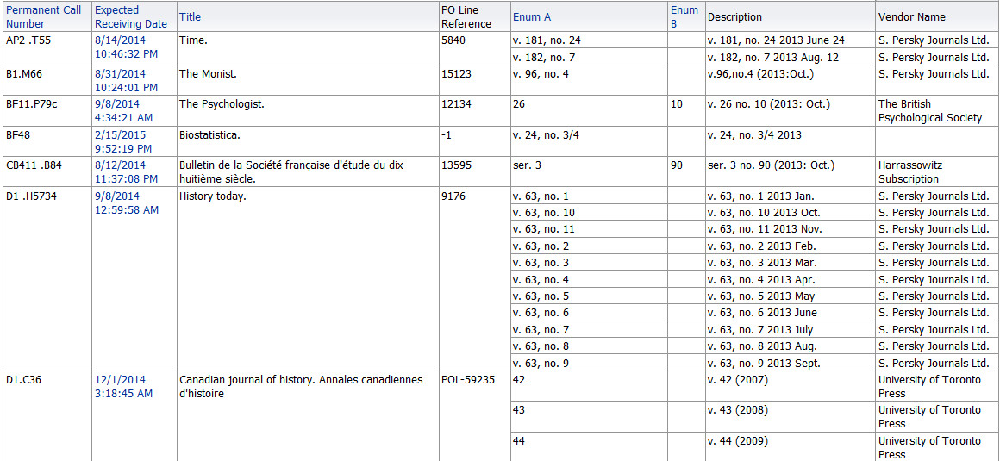 Permanent Call Number Expected Receiving Date Title PO Line Reference Enum A Enum B Description Vendor Name
AP2 .T55 8/14/2014 10:46:32 PM Time. 5840 v. 181, no. 24 v. 181, no. 24 2013 June 24 S. Persky Journals Ltd.
v. 182, no. 7 v. 182, no. 7 2013 Aug. 12 S. Persky Journals Ltd.
B1.M66 8/31/2014 10:24:01 PM The Monist. 15123 v. 96, no. 4 v.96,no.4 (2013:Oct.) S. Persky Journals Ltd.
BF11.P79c 9/8/2014 4:34:21 AM The Psychologist. 12134 26 10 v. 26 no. 10 (2013: Oct.) The British Psychological Society
BF48 2/15/2015 9:52:19 PM Biostatistica. -1 v. 24, no. 3/4 v. 24, no. 3/4 2013
CB411 .B84 8/12/2014 11:37:08 PM Bulletin de la Société française d'étude du dix-huitième siècle. 13595 ser. 3 90 ser. 3 no. 90 (2013: Oct.) Harrassowitz Subscription
D1 .H5734 9/8/2014 12:59:58 AM History today. 9176 v. 63, no. 1 v. 63, no. 1 2013 Jan. S. Persky Journals Ltd.
v. 63, no. 10 v. 63, no. 10 2013 Oct. S. Persky Journals Ltd.
v. 63, no. 11 v. 63, no. 11 2013 Nov. S. Persky Journals Ltd.
v. 63, no. 2 v. 63, no. 2 2013 Feb. S. Persky Journals Ltd.
v. 63, no. 3 v. 63, no. 3 2013 Mar. S. Persky Journals Ltd.
v. 63, no. 4 v. 63, no. 4 2013 Apr. S. Persky Journals Ltd.
v. 63, no. 5 v. 63, no. 5 2013 May S. Persky Journals Ltd.
v. 63, no. 6 v. 63, no. 6 2013 June S. Persky Journals Ltd.
v. 63, no. 7 v. 63, no. 7 2013 July S. Persky Journals Ltd.
v. 63, no. 8 v. 63, no. 8 2013 Aug. S. Persky Journals Ltd.
v. 63, no. 9 v. 63, no. 9 2013 Sept. S. Persky Journals Ltd.
D1.C36 12/1/2014 3:18:45 AM Canadian journal of history. Annales canadiennes d'histoire POL-59235 42 v. 42 (2007) University of Toronto Press
43 v. 43 (2008) University of Toronto Press
44 v. 44 (2009) University of Toronto Press